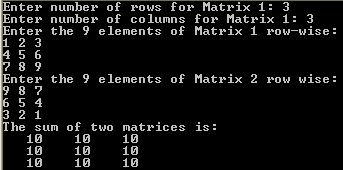 Enter number of rows for Matrix 1: 3
Enter number of columns for Matrix 1: 3
Enter the 9 elements of Matrix 1 row-wise:
1 2 3
4 5 6
7 8 9
Enter the 9 elements of Matrix 2 row wise:
9 8 7
6 5 4
3 2 1
The sum of two matrices is:
10 10 10
10 10 10
10 10 10